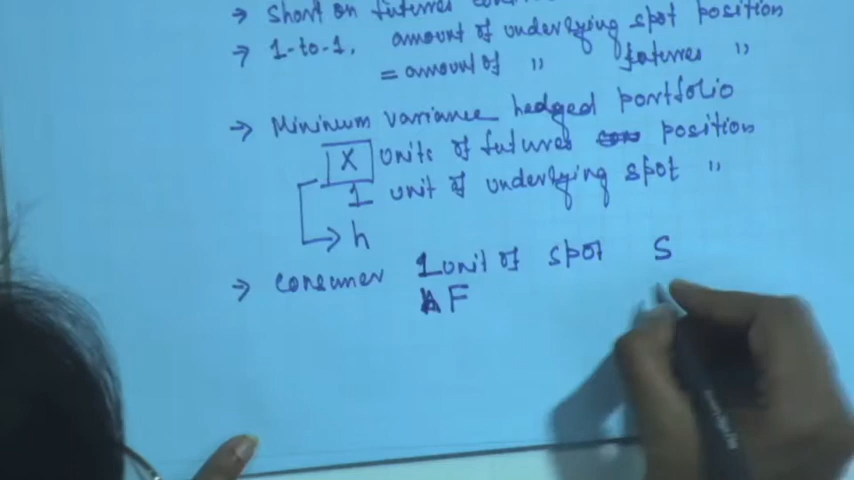 → Short on futures
→ 1-to-1. amount of underlying spot position
= amount of " futures "
→ Mininum variance hedged portfolio
X units of futures position
1 unit of underlying spot "
→ h
→ consumer 1 unit of spot S
h F